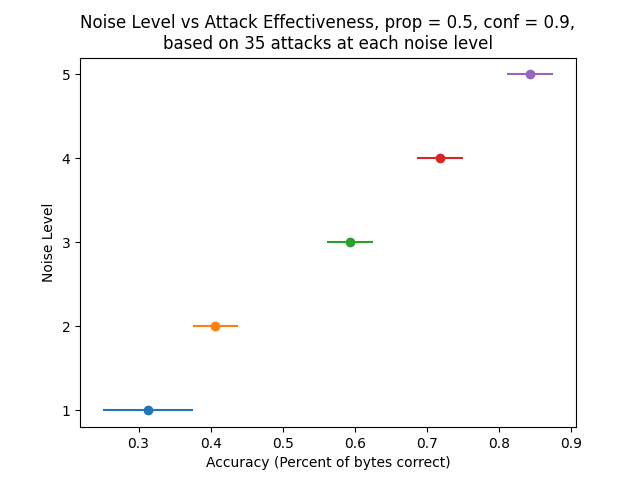 Noise Level vs Attack Effectiveness, prop = 0.5, conf = 0.9,
based on 35 attacks at each noise level
5
4
3
2
1
Noise Level
0.3 0.4 0.5 0.6 0.7 0.8 0.9
Accuracy (Percent of bytes correct)